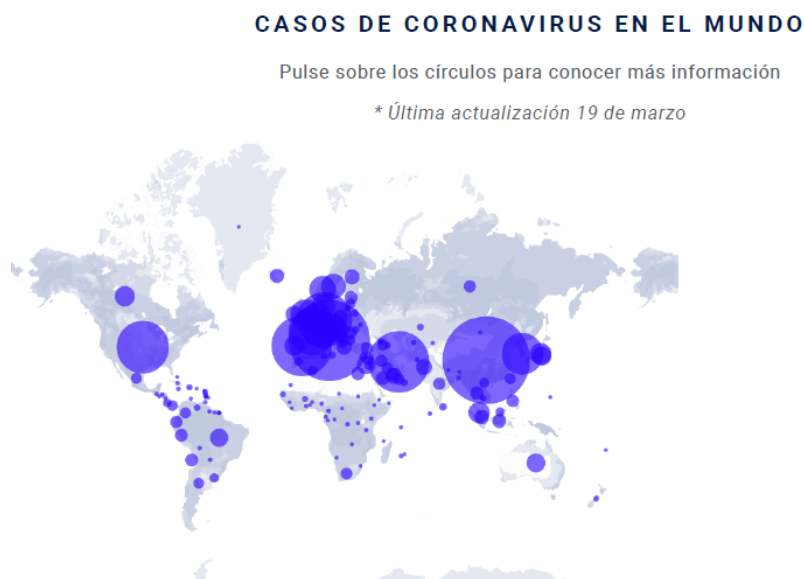 CASOS DE CORONAVIRUS EN EL MUNDO
Pulse sobre los círculos para conocer más información
* Última actualización 19 de marzo